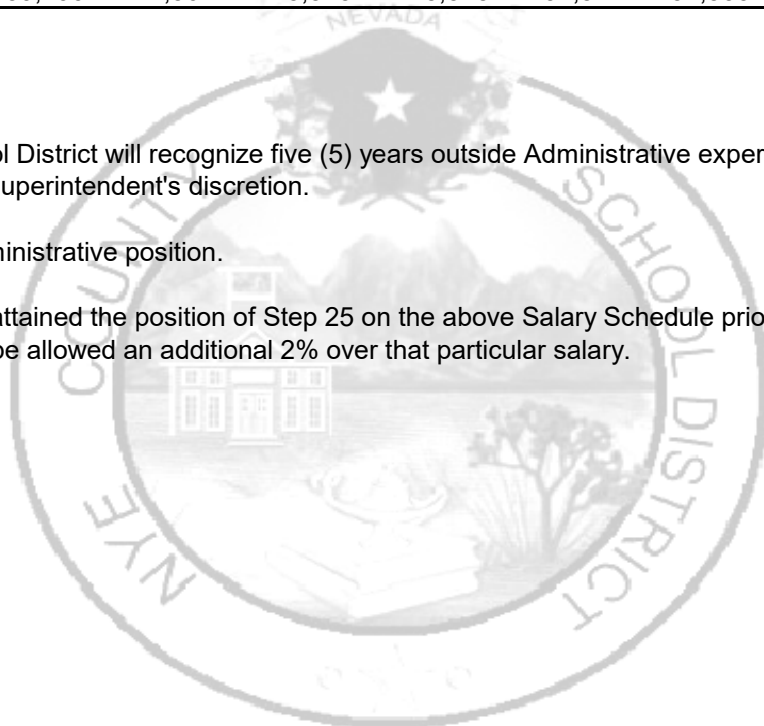 NEVADA
ol District will recognize five (5) years outside Administrative exper
uperintendent's discretion.
ministrative position.
attained the position of Step 25 on the above Salary Schedule prio
be allowed an additional 2% over that particular salary.
NYE COUNTY SCHOOL DISTRICT